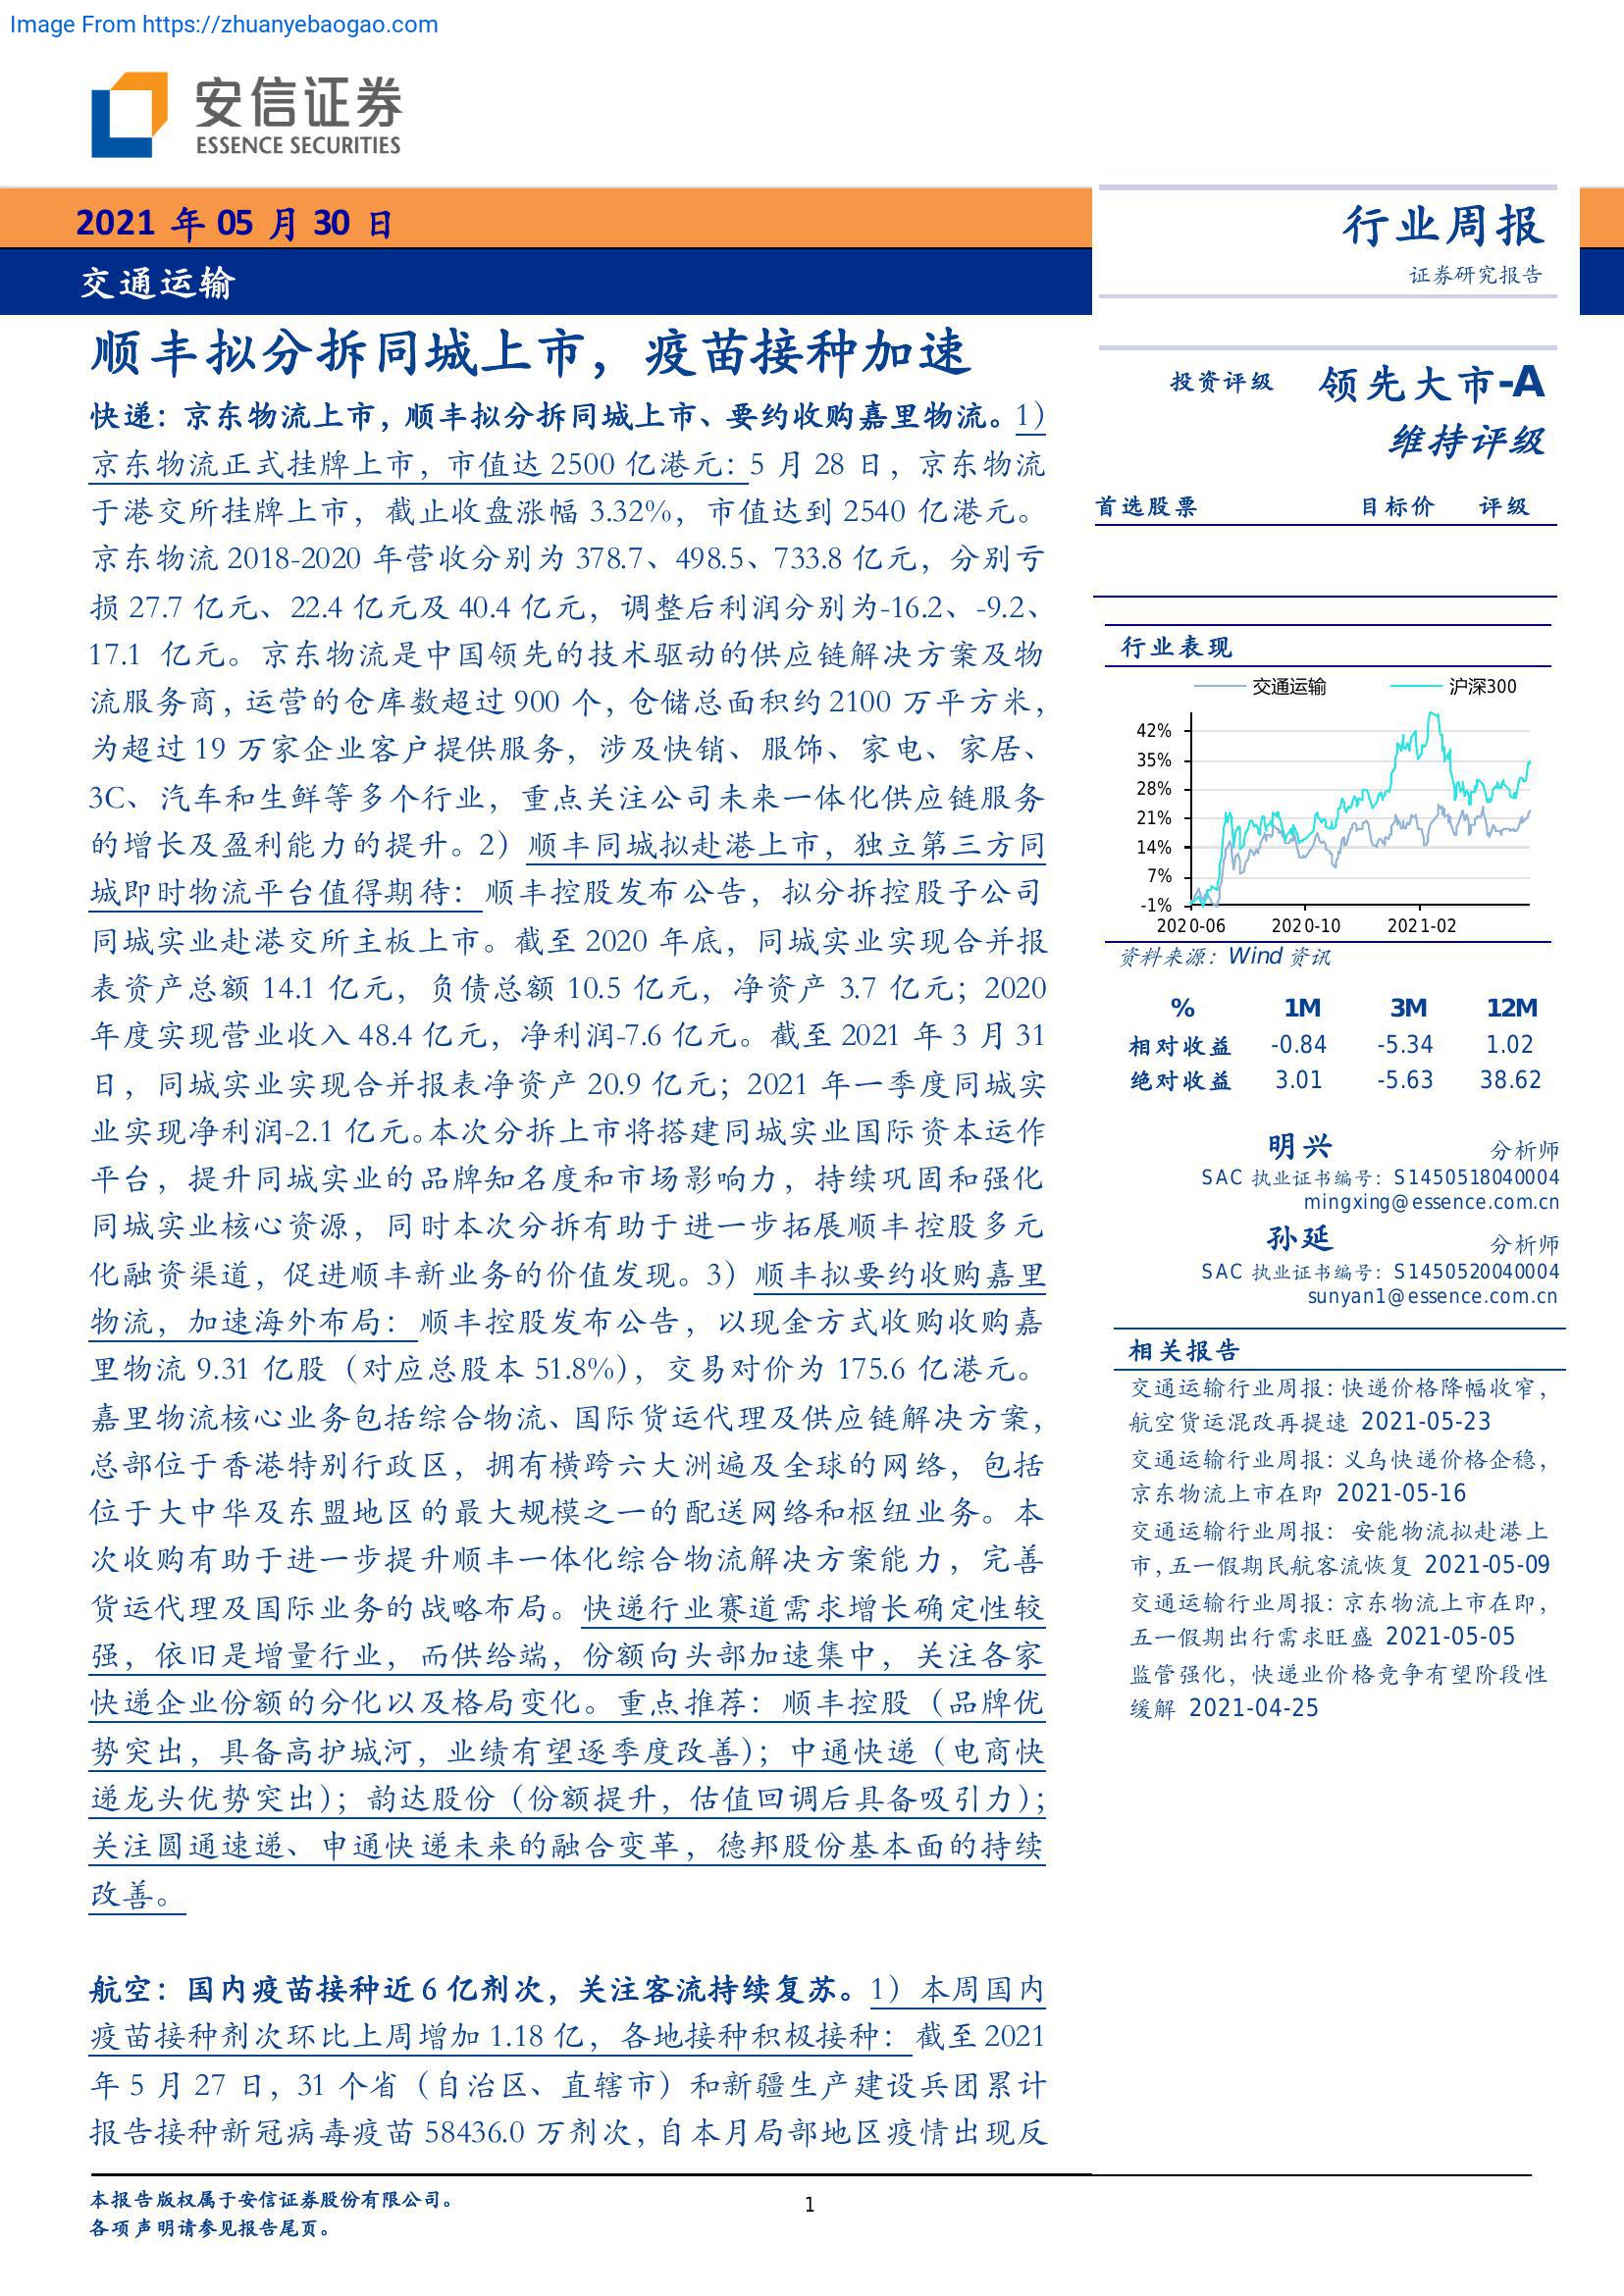 Image From https://zhuanyebaogao.com
安信证券
ESSENCE SECURITIES
2021 年 05 月 30 日
交通运输
行业周报
证券研究报告
顺丰拟分拆同城上市，疫苗接种加速
快递：京东物流上市，顺丰拟分拆同城上市、要约收购嘉里物流。1）
京东物流正式挂牌上市，市值达 2500 亿港元：5 月 28 日，京东物流
于港交所挂牌上市，截止收盘涨幅 3.32%，市值达到 2540 亿港元。
京东物流 2018-2020 年营收分别为 378.7、498.5、733.8 亿元，分别亏
损 27.7 亿元、22.4 亿元及 40.4 亿元，调整后利润分别为-16.2、-9.2、
17.1 亿元。京东物流是中国领先的技术驱动的供应链解决方案及物
流服务商，运营的仓库数超过 900 个，仓储总面积约 2100 万平方米，
为超过 19 万家企业客户提供服务，涉及快销、服饰、家电、家居、
3C、汽车和生鲜等多个行业，重点关注公司未来一体化供应链服务
的增长及盈利能力的提升。2）顺丰同城拟赴港上市，独立第三方同
城即时物流平台值得期待：顺丰控股发布公告，拟分拆控股子公司
同城实业赴港交所主板上市。截至 2020 年底，同城实业实现合并报
表资产总额 14.1 亿元，负债总额 10.5 亿元，净资产 3.7 亿元；2020
年度实现营业收入 48.4 亿元，净利润-7.6 亿元。截至 2021 年 3 月 31
日，同城实业实现合并报表净资产 20.9 亿元；2021 年一季度同城实
业实现净利润-2.1 亿元。本次分拆上市将搭建同城实业国际资本运作
平台，提升同城实业的品牌知名度和市场影响力，持续巩固和强化
同城实业核心资源，同时本次分拆有助于进一步拓展顺丰控股多元
化融资渠道，促进顺丰新业务的价值发现。3）顺丰拟要约收购嘉里
物流，加速海外布局：顺丰控股发布公告，以现金方式收购收购嘉
里物流 9.31 亿股（对应总股本 51.8%），交易对价为 175.6 亿港元。
嘉里物流核心业务包括综合物流、国际货运代理及供应链解决方案，
总部位于香港特别行政区，拥有横跨六大洲遍及全球的网络，包括
位于大中华及东盟地区的最大规模之一的配送网络和枢纽业务。本
次收购有助于进一步提升顺丰一体化综合物流解决方案能力，完善
货运代理及国际业务的战略布局。快递行业赛道需求增长确定性较
强，依旧是增量行业，而供给端，份额向头部加速集中，关注各家
快递企业份额的分化以及格局变化。重点推荐：顺丰控股（品牌优
势突出，具备高护城河，业绩有望逐季度改善）；中通快递（电商快
递龙头优势突出）；韵达股份（份额提升，估值回调后具备吸引力）；
关注圆通速递、申通快递未来的融合变革，德邦股份基本面的持续
改善。
航空：国内疫苗接种近 6 亿剂次，关注客流持续复苏。1）本周国内
疫苗接种剂次环比上周增加 1.18 亿，各地接种积极接种：截至 2021
年 5 月 27 日，31 个省（自治区、直辖市）和新疆生产建设兵团累计
报告接种新冠病毒疫苗 58436.0 万剂次，自本月局部地区疫情出现反
投资评级 领先大市-A
维持评级
首选股票 目标价 评级
行业表现
交通运输 沪深300
42%
35%
28%
21%
14%
7%
-1%
2020-06 2020-10 2021-02
资料来源：Wind 资讯
% 1M 3M 12M
相对收益 -0.84 -5.34 1.02
绝对收益 3.01 -5.63 38.62
明兴 分析师
SAC 执业证书编号：S1450518040004
mingxing@essence.com.cn
孙延 分析师
SAC 执业证书编号：S1450520040004
sunyan1@essence.com.cn
相关报告
交通运输行业周报：快递价格降幅收窄，
航空货运混改再提速 2021-05-23
交通运输行业周报：义乌快递价格企稳，
京东物流上市在即 2021-05-16
交通运输行业周报： 安能物流拟赴港上
市，五一假期民航客流恢复 2021-05-09
交通运输行业周报：京东物流上市在即，
五一假期出行需求旺盛 2021-05-05
监管强化，快递业价格竞争有望阶段性
缓解 2021-04-25
本报告版权属于安信证券股份有限公司。
各项声明请参见报告尾页。
1